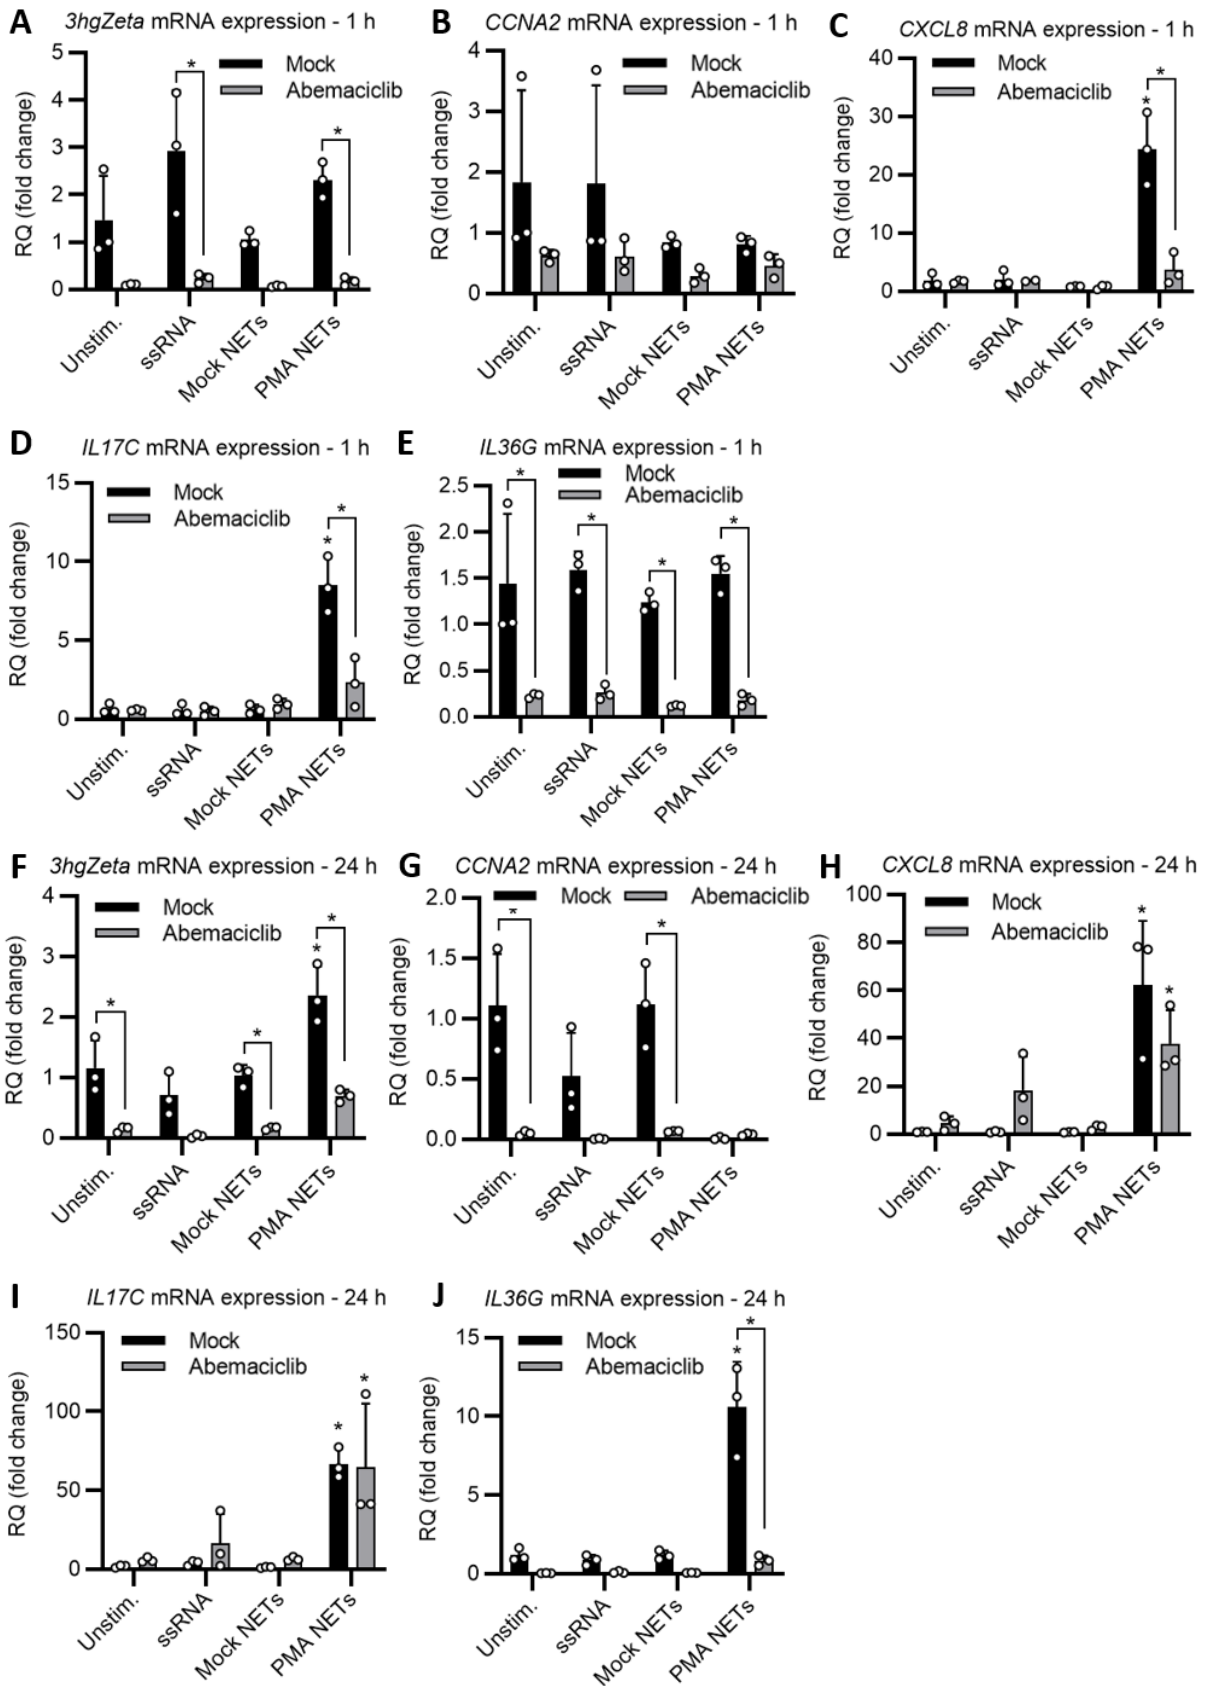 A
3hgZeta mRNA expression - 1 h
RQ (fold change)
5
4
3
2
1
0
Mock
Abemaciclib
*
*
Unstim.
ssRNA
Mock NETs
PMA NETs
B
CCNA2 mRNA expression - 1 h
RQ (fold change)
4
3
2
1
0
Mock
Abemaciclib
Unstim.
ssRNA
Mock NETs
PMA NETs
C
CXCL8 mRNA expression - 1 h
RQ (fold change)
40
30
20
10
0
Mock
Abemaciclib
*
*
Unstim.
ssRNA
Mock NETs
PMA NETs
D
IL17C mRNA expression - 1 h
RQ (fold change)
15
10
5
0
Mock
Abemaciclib
*
*
Unstim.
ssRNA
Mock NETs
PMA NETs
E
IL36G mRNA expression - 1 h
RQ (fold change)
2.5
2.0
1.5
1.0
0.5
0.0
Mock
Abemaciclib
*
*
*
*
Unstim.
ssRNA
Mock NETs
PMA NETs
F
3hgZeta mRNA expression - 24 h
RQ (fold change)
4
3
2
1
0
Mock
Abemaciclib
*
*
*
*
Unstim.
ssRNA
Mock NETs
PMA NETs
G
CCNA2 mRNA expression - 24 h
RQ (fold change)
2.0
1.5
1.0
0.5
0.0
Mock Abemaciclib
*
*
Unstim.
ssRNA
Mock NETs
PMA NETs
H
CXCL8 mRNA expression - 24 h
RQ (fold change)
100
80
60
40
20
0
Mock
Abemaciclib
*
*
Unstim.
ssRNA
Mock NETs
PMA NETs
I
IL17C mRNA expression - 24 h
RQ (fold change)
150
100
50
0
Mock
Abemaciclib
*
*
Unstim.
ssRNA
Mock NETs
PMA NETs
J
IL36G mRNA expression - 24 h
RQ (fold change)
15
10
5
0
Mock
Abemaciclib
*
*
Unstim.
ssRNA
Mock NETs
PMA NETs